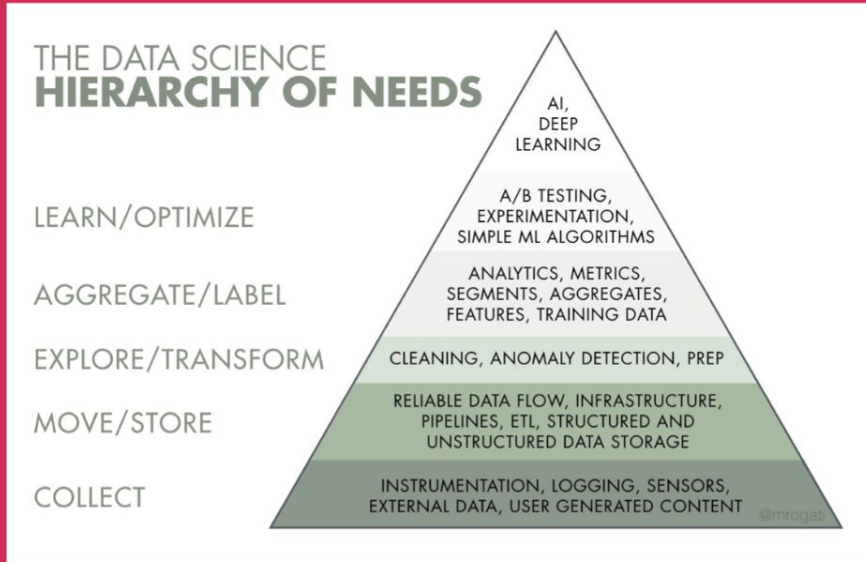 THE DATA SCIENCE
HIERARCHY OF NEEDS
AI,
DEEP
LEARNING
LEARN/OPTIMIZE
A/B TESTING,
EXPERIMENTATION,
SIMPLE ML ALGORITHMS
AGGREGATE/LABEL
ANALYTICS, METRICS,
SEGMENTS, AGGREGATES,
FEATURES, TRAINING DATA
EXPLORE/TRANSFORM
CLEANING, ANOMALY DETECTION, PREP
MOVE/STORE
RELIABLE DATA FLOW, INFRASTRUCTURE,
PIPELINES, ETL, STRUCTURED AND
UNSTRUCTURED DATA STORAGE
COLLECT
INSTRUMENTATION, LOGGING, SENSORS,
EXTERNAL DATA, USER GENERATED CONTENT
@mrogati